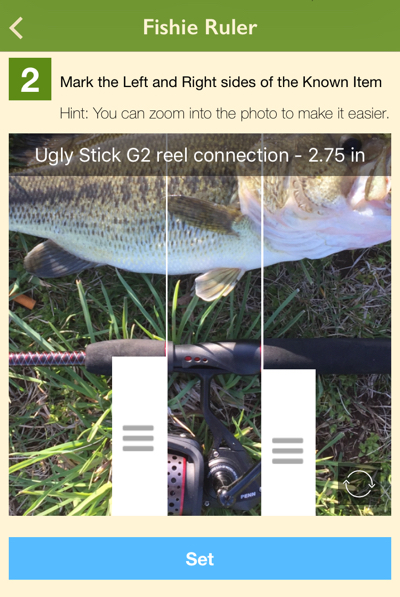 Fishie Ruler
2 Mark the Left and Right sides of the Known Item
Hint: You can zoom into the photo to make it easier.
Ugly Stick G2 reel connection - 2.75 in
PENN
Set